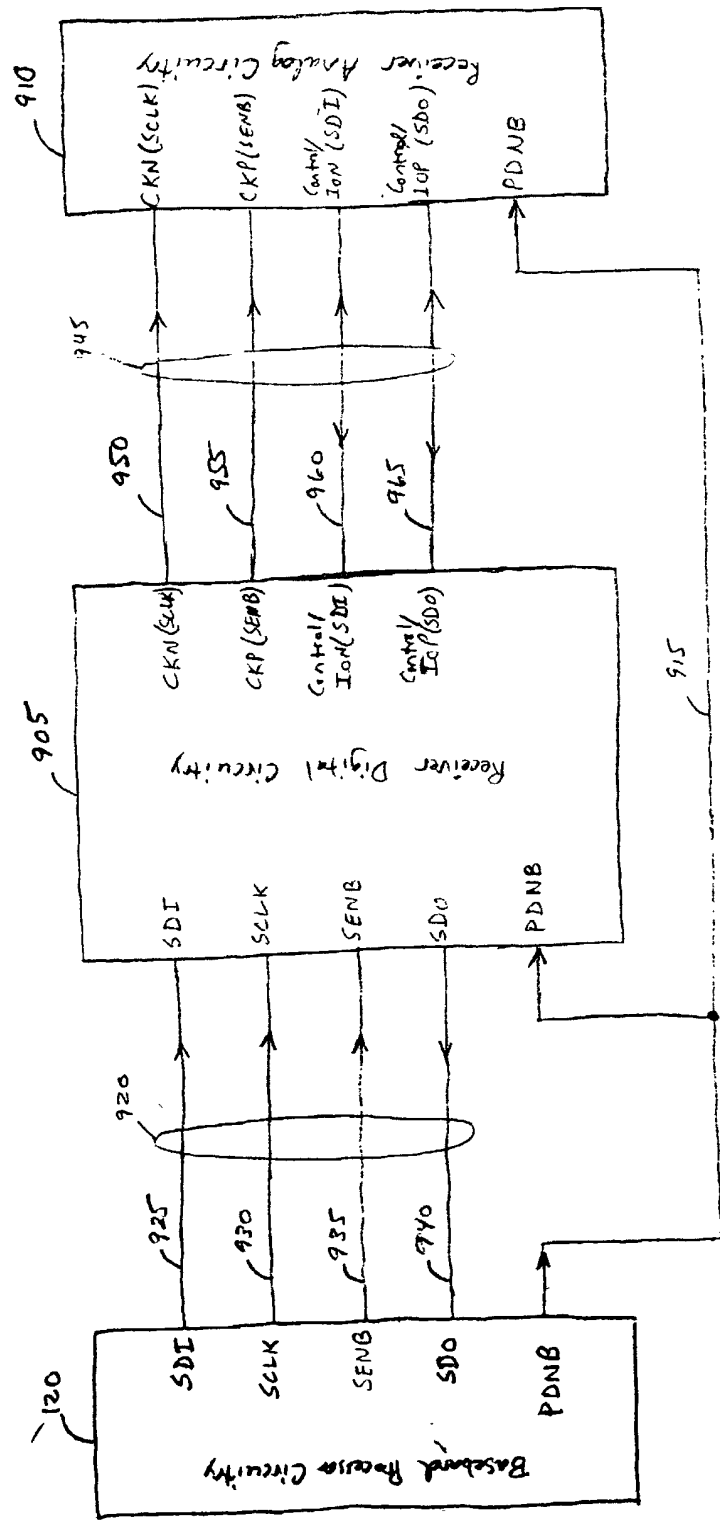 120
Baseband Processor Circuitry
SDI
SCLK
SENB
SDO
PDNB
925
930
935
940
920
905
SDI
SCLK
SENB
SDO
PDNB
Receiver Digital Circuitry
CKN(SCLK)
CKP(SENB)
Control/
ION(SDI)
Control/
IOP(SDO)
950
955
960
965
945
915
910
CKN(SCLK)
CKP(SENB)
Control/
ION (SDI)
Control/
IOP (SDO)
PDNB
Receiver Analog Circuitry